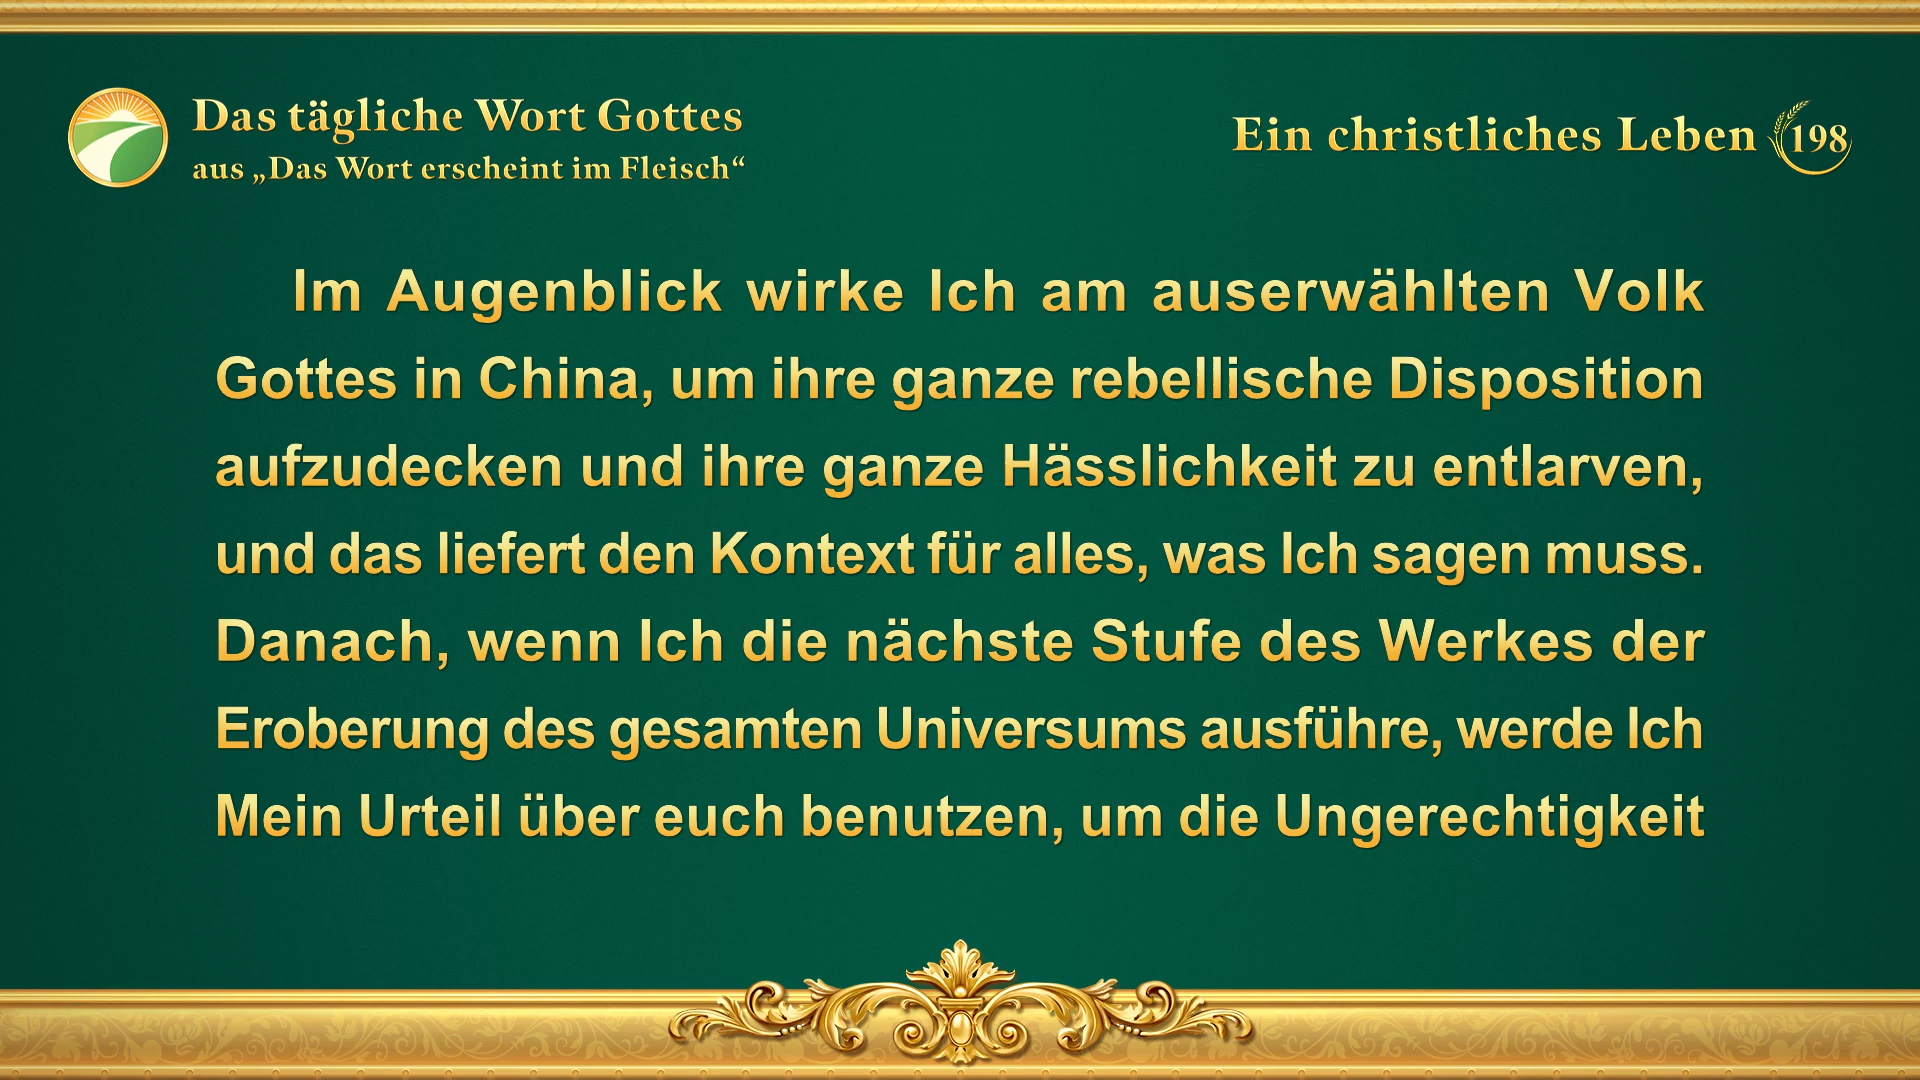 Das tägliche Wort Gottes
aus „Das Wort erscheint im Fleisch“
Ein christliches Leben 198
Im Augenblick wirke Ich am auserwählten Volk
Gottes in China, um ihre ganze rebellische Disposition
aufzudecken und ihre ganze Hässlichkeit zu entlarven,
und das liefert den Kontext für alles, was Ich sagen muss.
Danach, wenn Ich die nächste Stufe des Werkes der
Eroberung des gesamten Universums ausführe, werde Ich
Mein Urteil über euch benutzen, um die Ungerechtigkeit